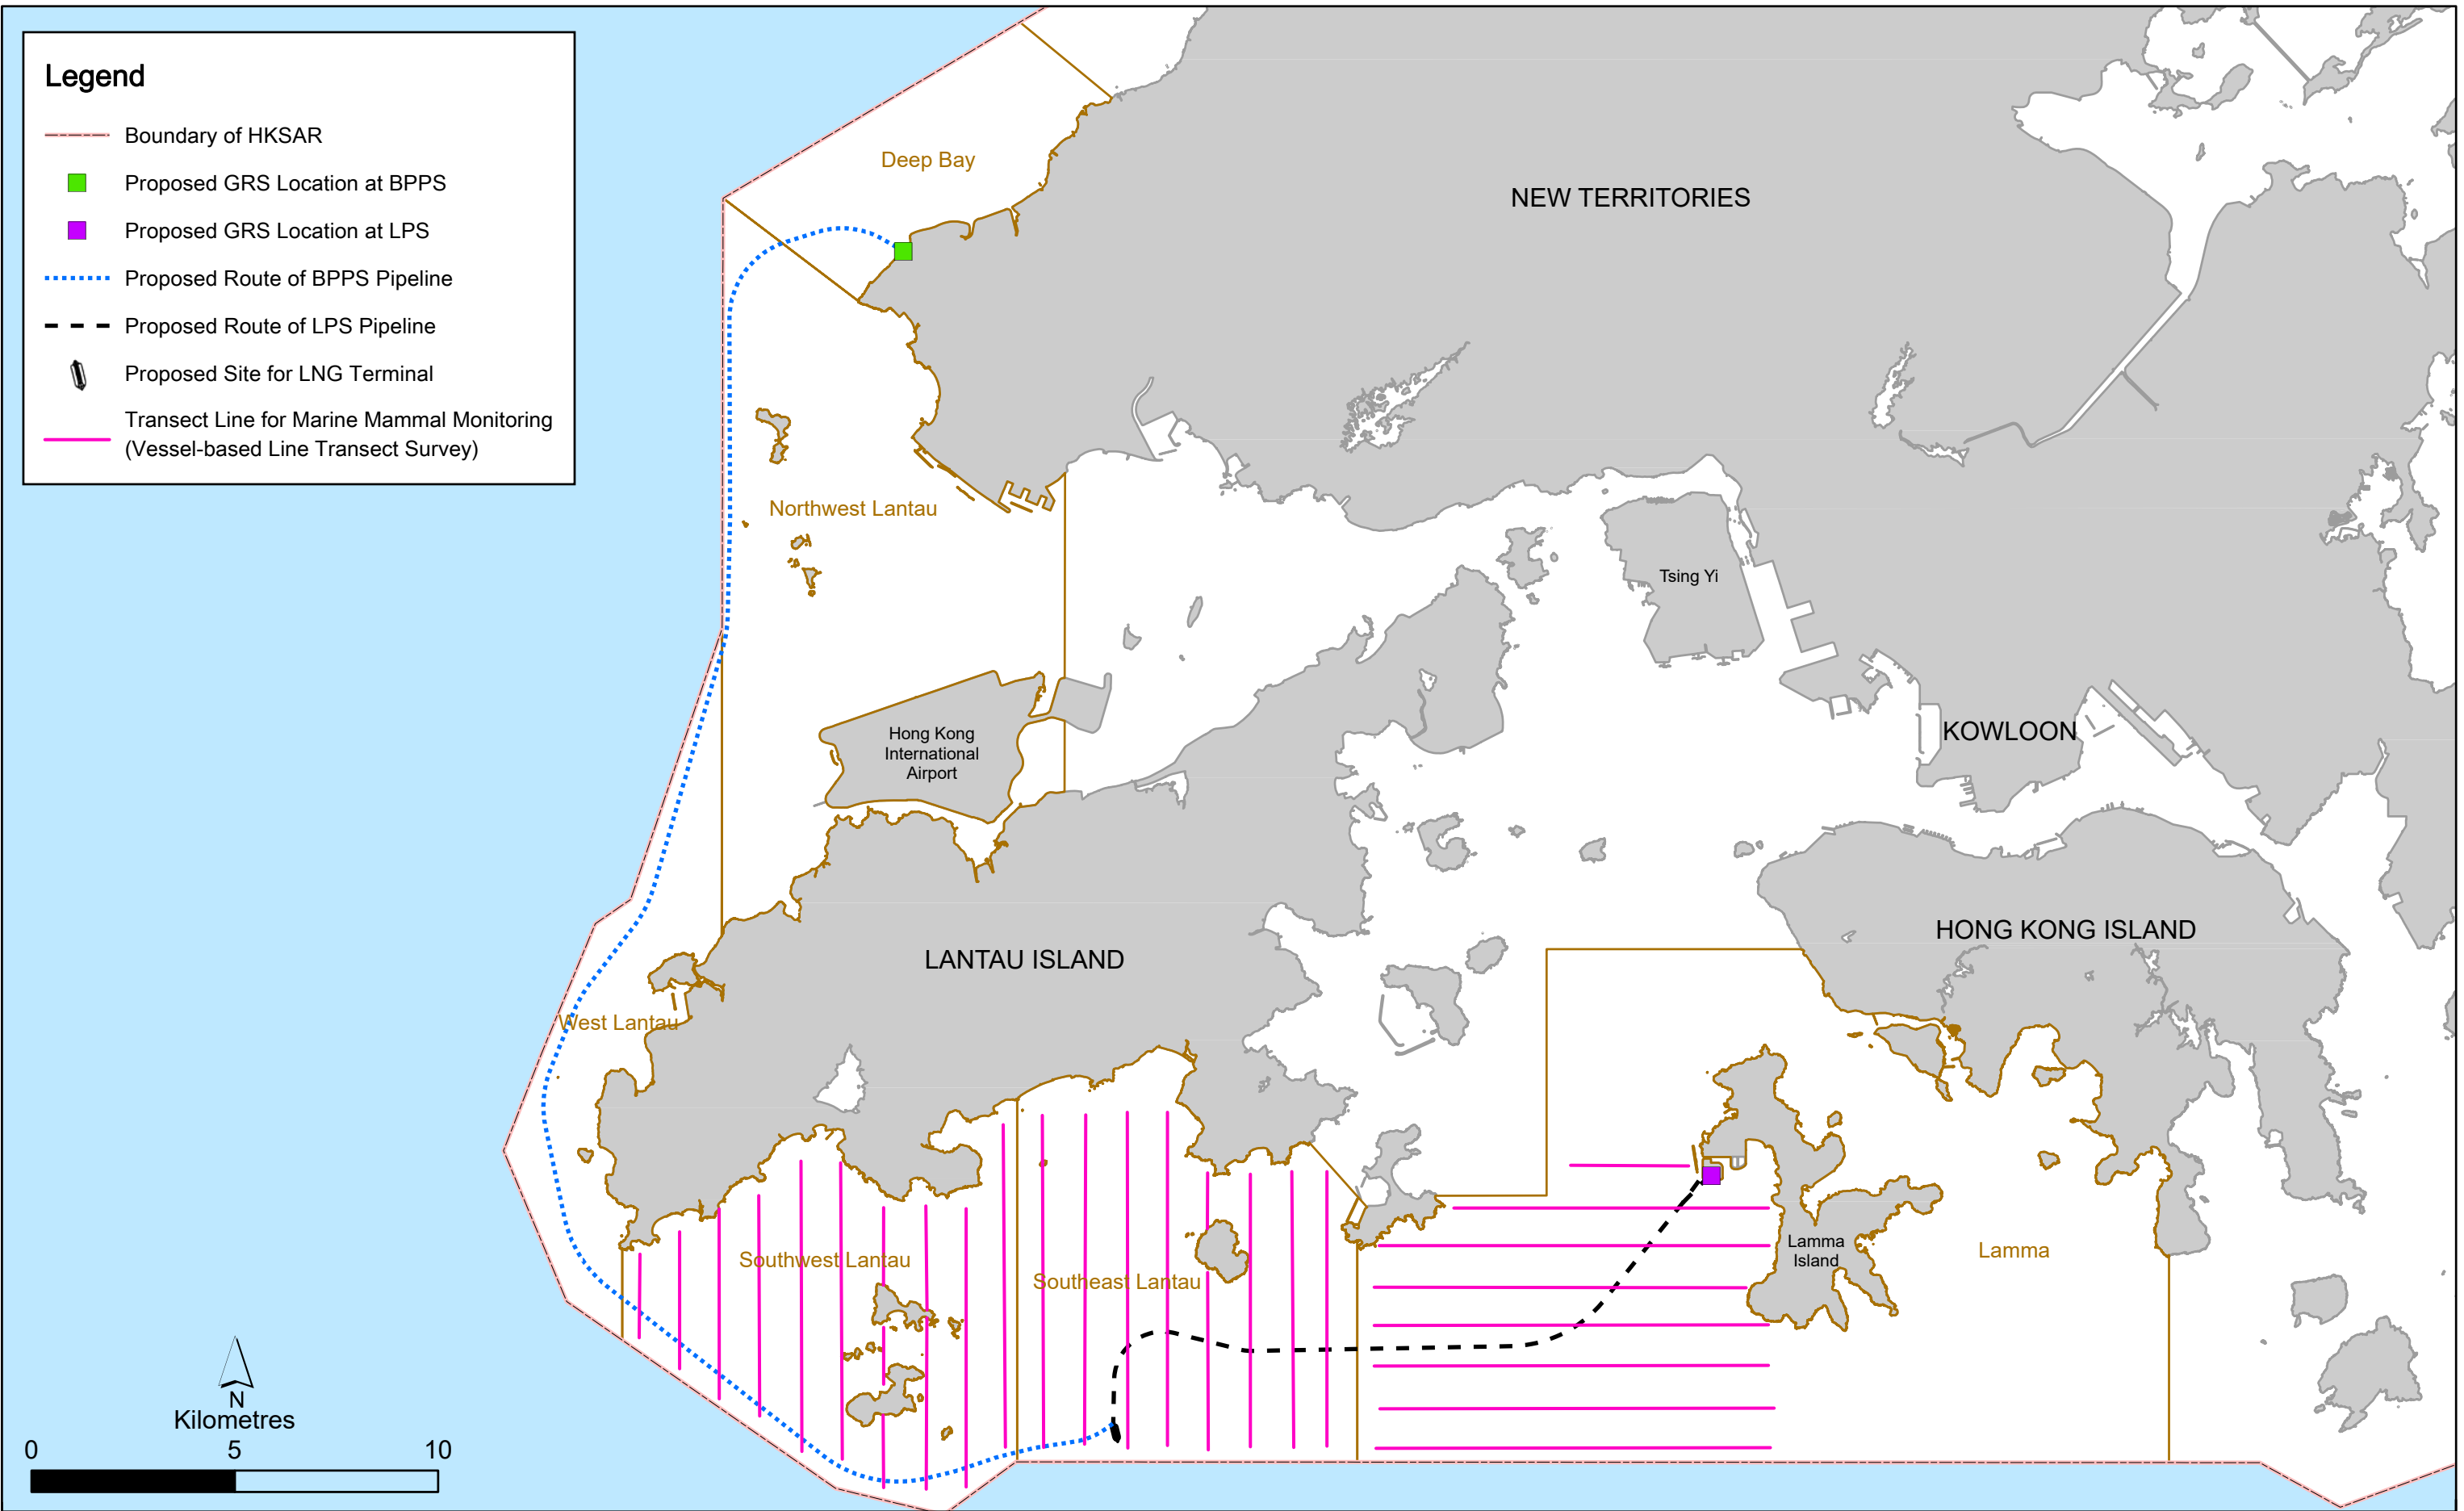 Legend
Boundary of HKSAR
Proposed GRS Location at BPPS
Proposed GRS Location at LPS
Proposed Route of BPPS Pipeline
Proposed Route of LPS Pipeline
Proposed Site for LNG Terminal
Transect Line for Marine Mammal Monitoring
(Vessel-based Line Transect Survey)
Deep Bay
NEW TERRITORIES
Northwest Lantau
Tsing Yi
Hong Kong
International
Airport
KOWLOON
HONG KONG ISLAND
LANTAU ISLAND
West Lantau
Southwest Lantau
Southeast Lantau
Lamma
Island
Lamma
N
Kilometres
0 5 10